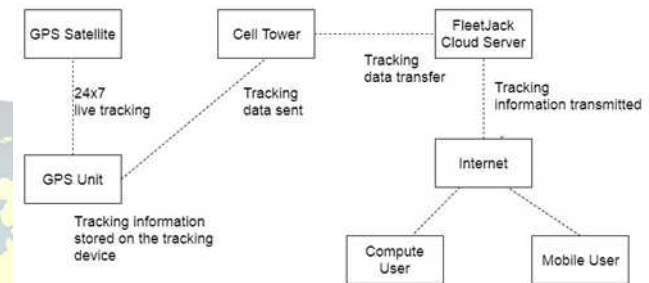 GPS Satellite
Cell Tower
FleetJack
Cloud Server
Tracking
data transfer
24x7
live tracking
Tracking
data sent
Tracking
information transmitted
GPS Unit
Internet
Tracking information
stored on the tracking
device
Compute
User
Mobile User